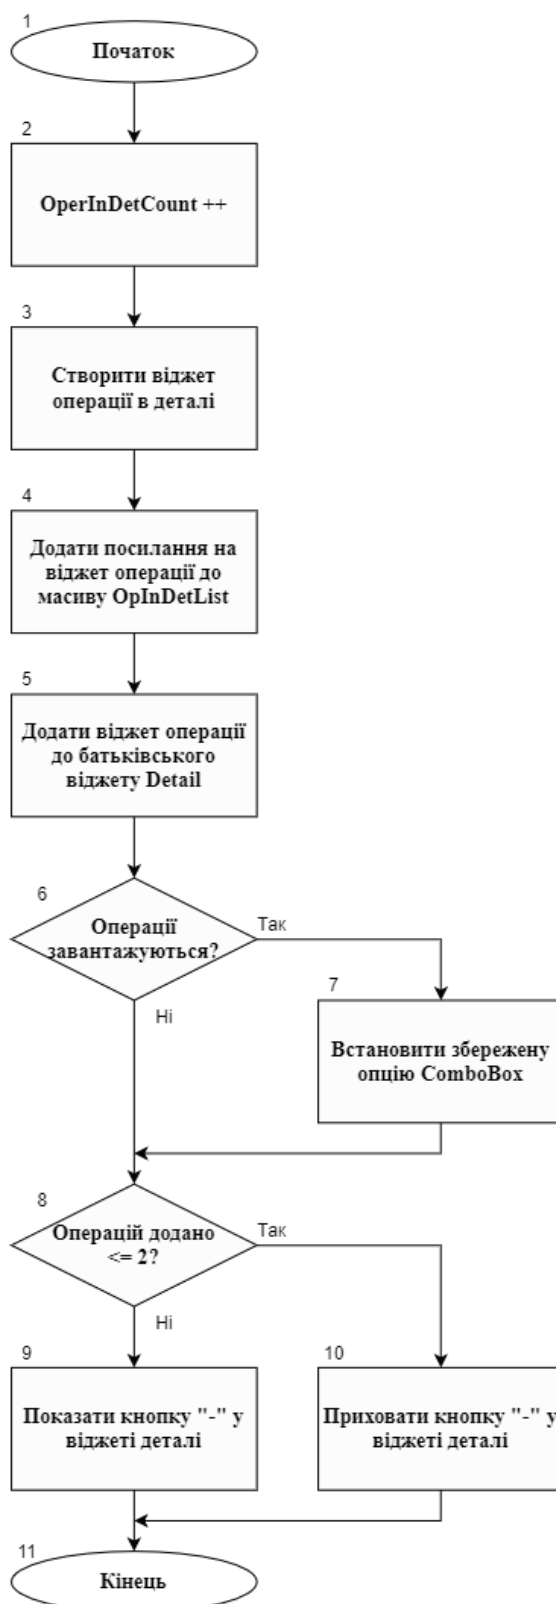 1
Початок
2
OperInDetCount ++
3
Створити віджет
операції в деталі
4
Додати посилання на
віджет операції до
масиву OpInDetList
5
Додати віджет операції
до батьківського
віджету Detail
6
Операції
завантажуються?
Так
Ні
7
Встановити збережену
опцію ComboBox
8
Операцій додано
<= 2?
Так
Ні
9
Показати кнопку "-" у
віджеті деталі
10
Приховати кнопку "-" у
віджеті деталі
11
Кінець